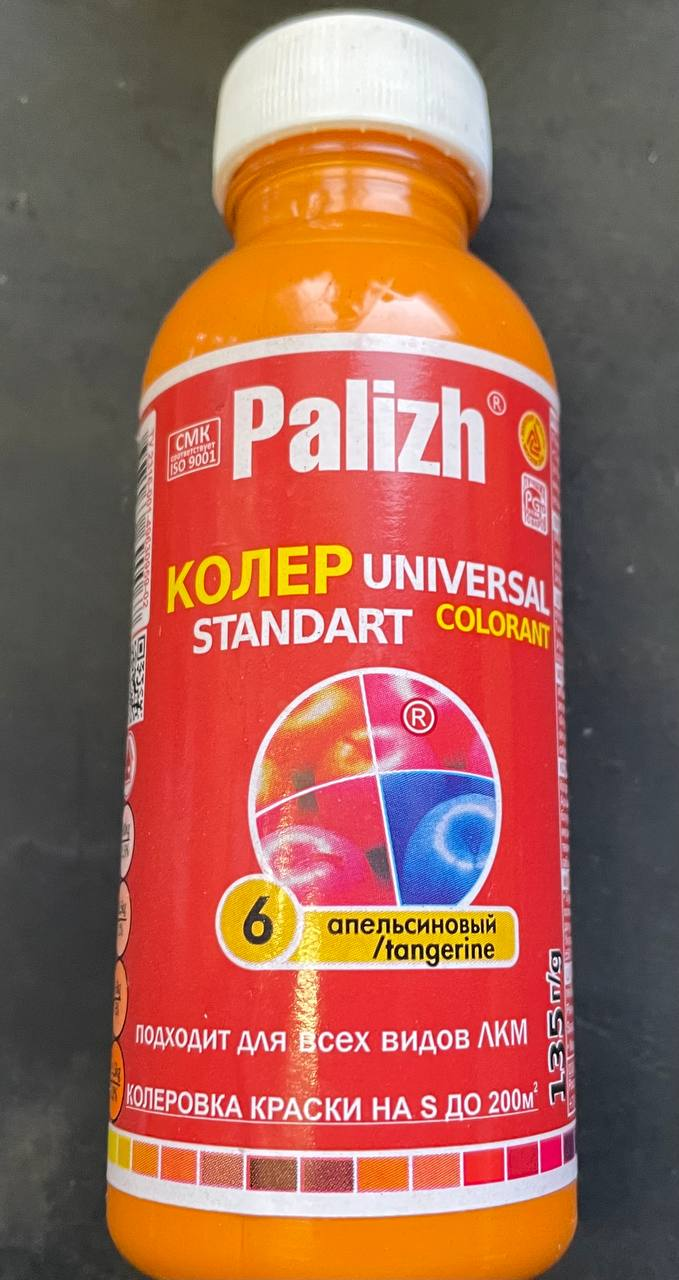 Palizh®
СМК
соответствует
ISO 9001
КОЛЕР UNIVERSAL
STANDART COLORANT
®
6
апельсиновый
/tangerine
135 г/g
подходит для всех видов ЛКМ
КОЛЕРОВКА КРАСКИ НА S ДО 200м²